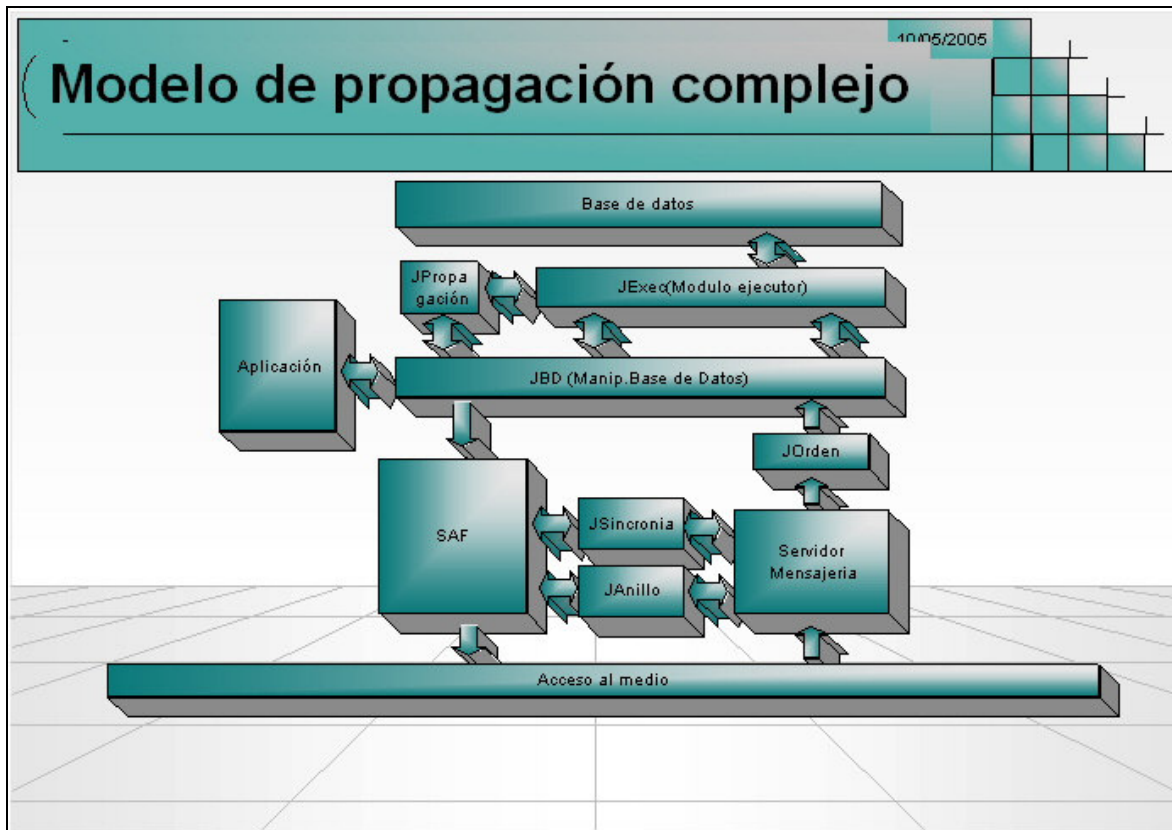 10/05/2005
Modelo de propagación complejo
Base de datos
JPropa
gación
JExec(Modulo ejecutor)
Aplicación
JBD (Manip.Base de Datos)
JOrden
SAF
JSincronia
Servidor
Mensajeria
JAnillo
Acceso al medio